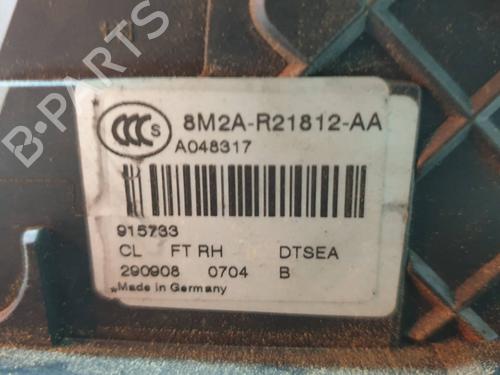 B-PARTS
CCC S
8M2A-R21812-AA
A048317
915733
CL FT RH DTSEA
290908 0704 B
Made in Germany